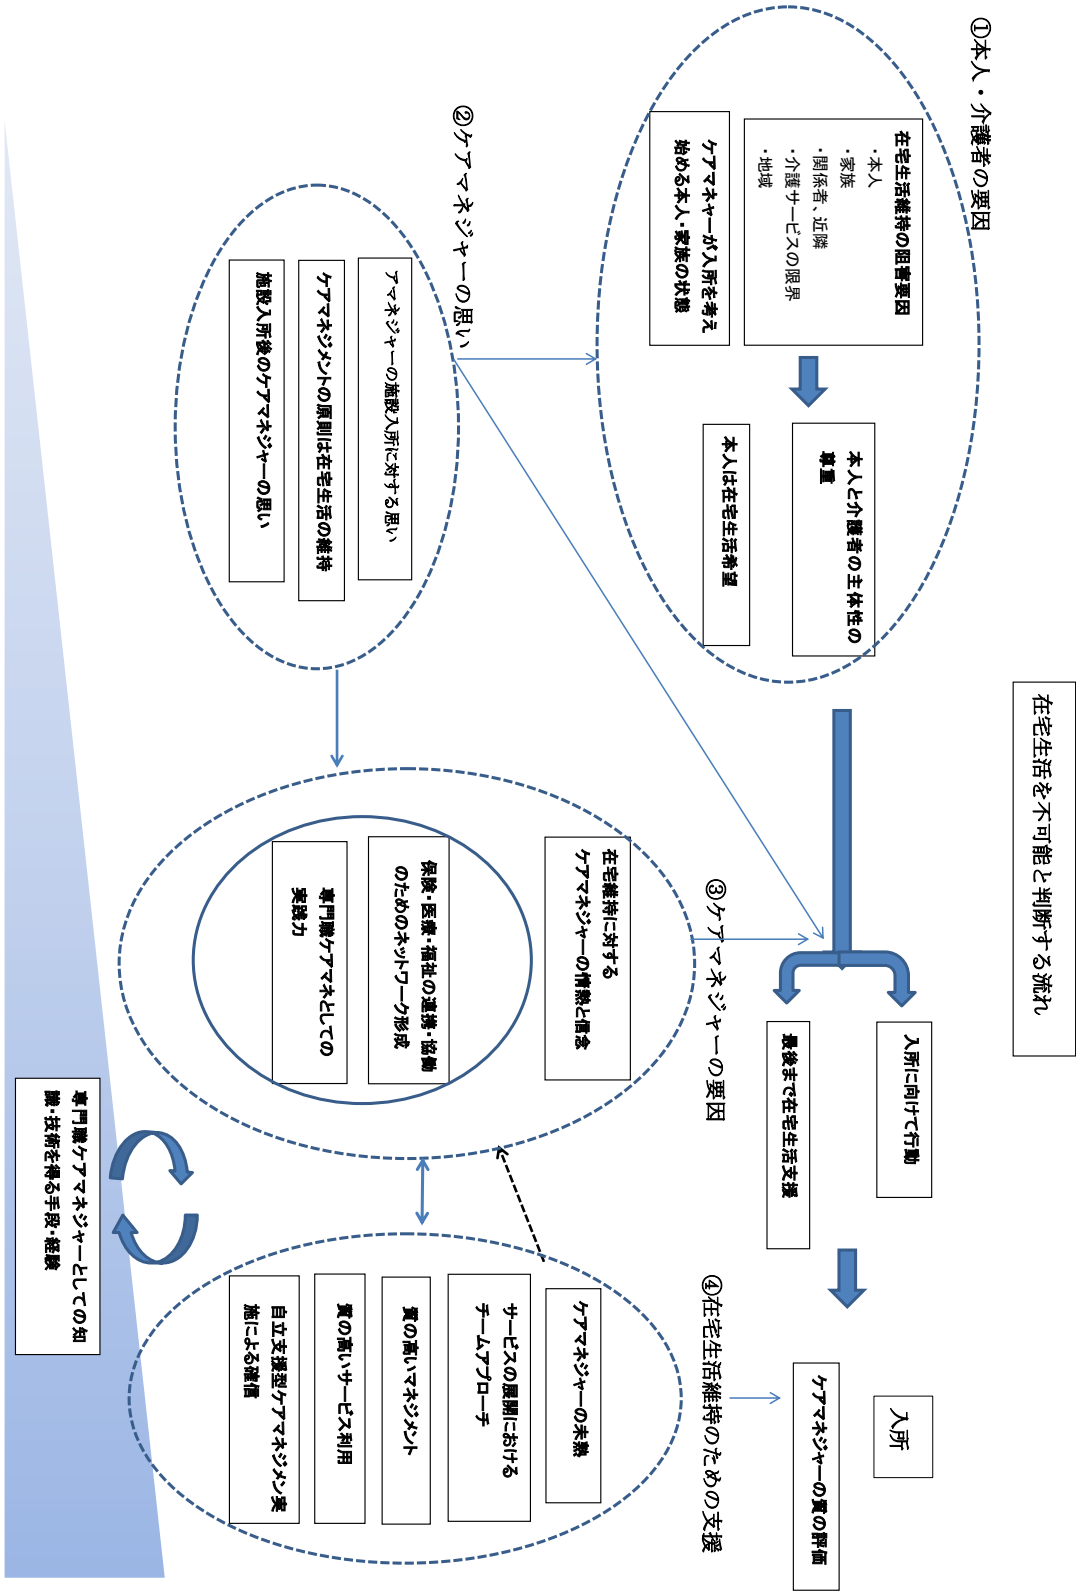 在宅生活を不可能と判断する流れ
①本人・介護者の要因
在宅生活維持の阻害要因
・本人
・家族
・関係者、近隣
・介護サービスの限界
・地域
ケアマネャーが入所を考え
始める本人・家族の状態
本人と介護者の主体性の
尊重
本人は在宅生活希望
入所に向けて行動
最後まで在宅生活支援
入所
ケアマネジャーの質の評価
②ケアマネジャーの思い
アマネジャーの施設入所に対する思い
ケアマネジメントの原則は在宅生活の維持
施設入所後のケアマネジャーの思い
③ケアマネジャーの要因
在宅維持に対する
ケアマネジャーの情熱と信念
保険・医療・福祉の連携・協働
のためのネットワーク形成
専門職ケアマネとしての
実践力
④在宅生活維持のための支援
ケアマネジャーの未熟
サービスの展開における
チームアプローチ
質の高いマネジメント
質の高いサービス利用
自立支援型ケアマネジメン実
施による確信
専門職ケアマネジャーとしての知
識・技術を得る手段・経験